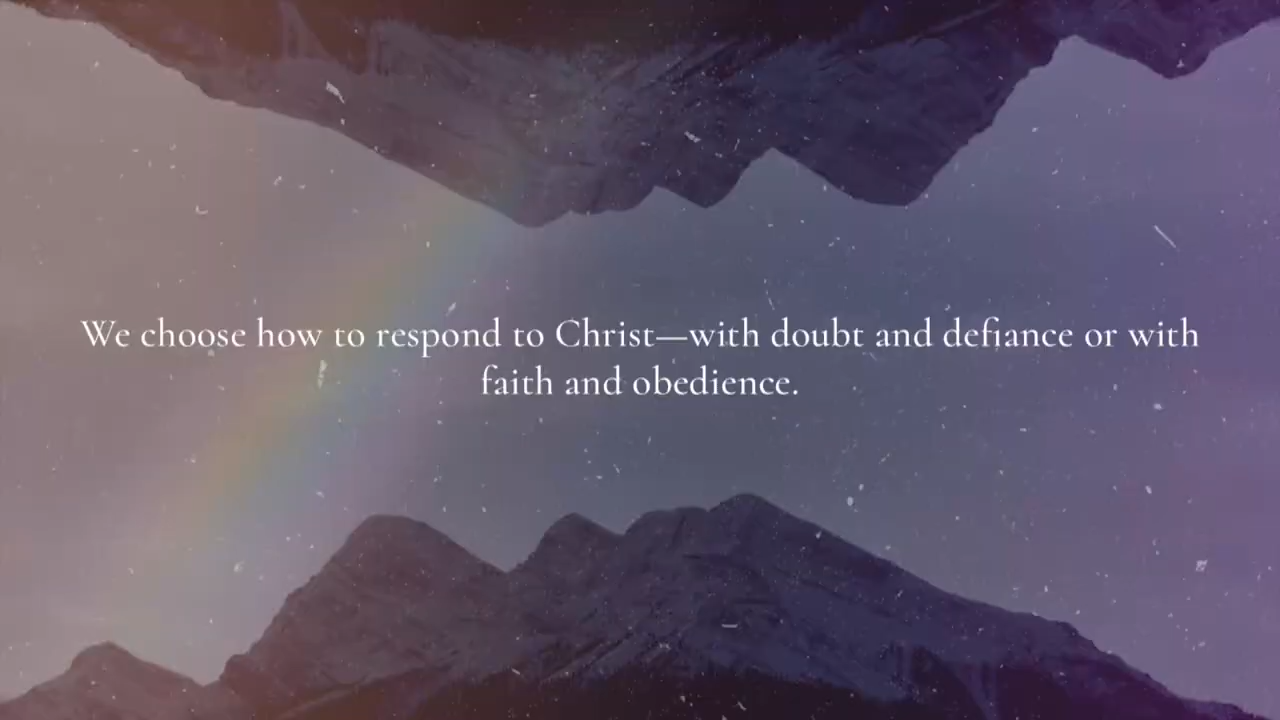 We choose how to respond to Christ—with doubt and defiance or with
faith and obedience.